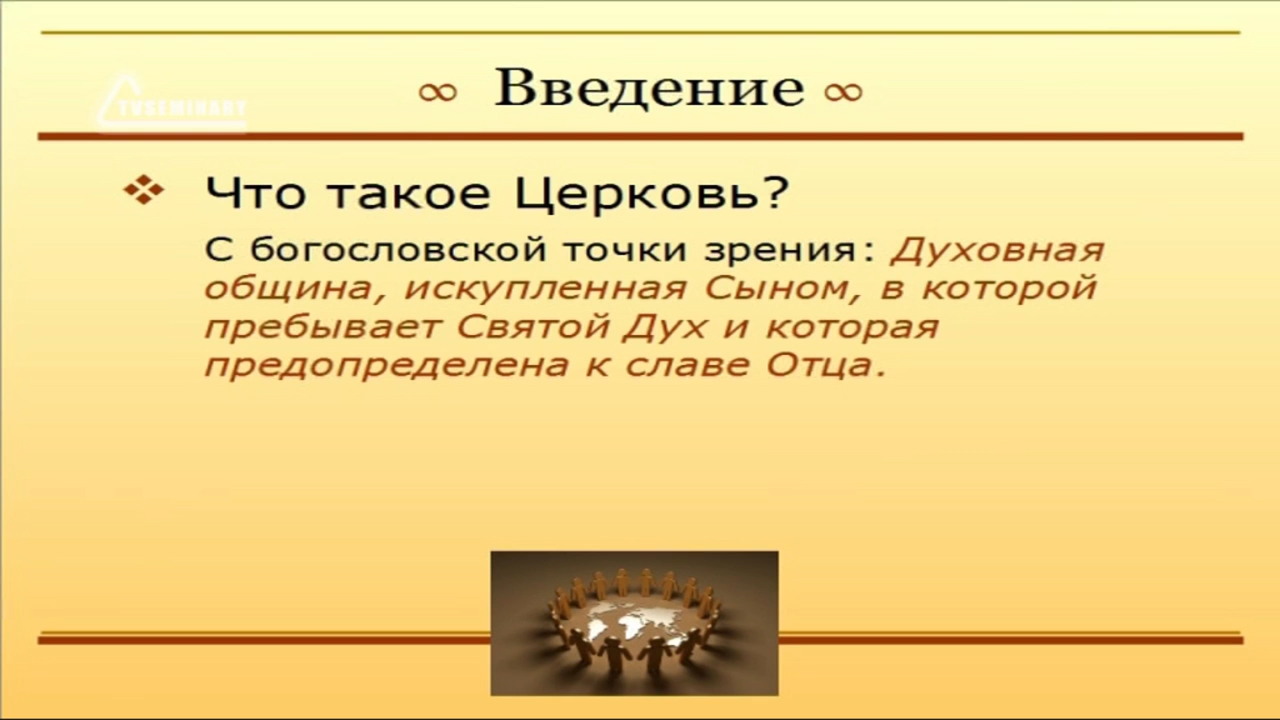 TVSEMINARY
∞ Введение ∞
Что такое Церковь?
С богословской точки зрения: Духовная
община, искупленная Сыном, в которой
пребывает Святой Дух и которая
предопределена к славе Отца.